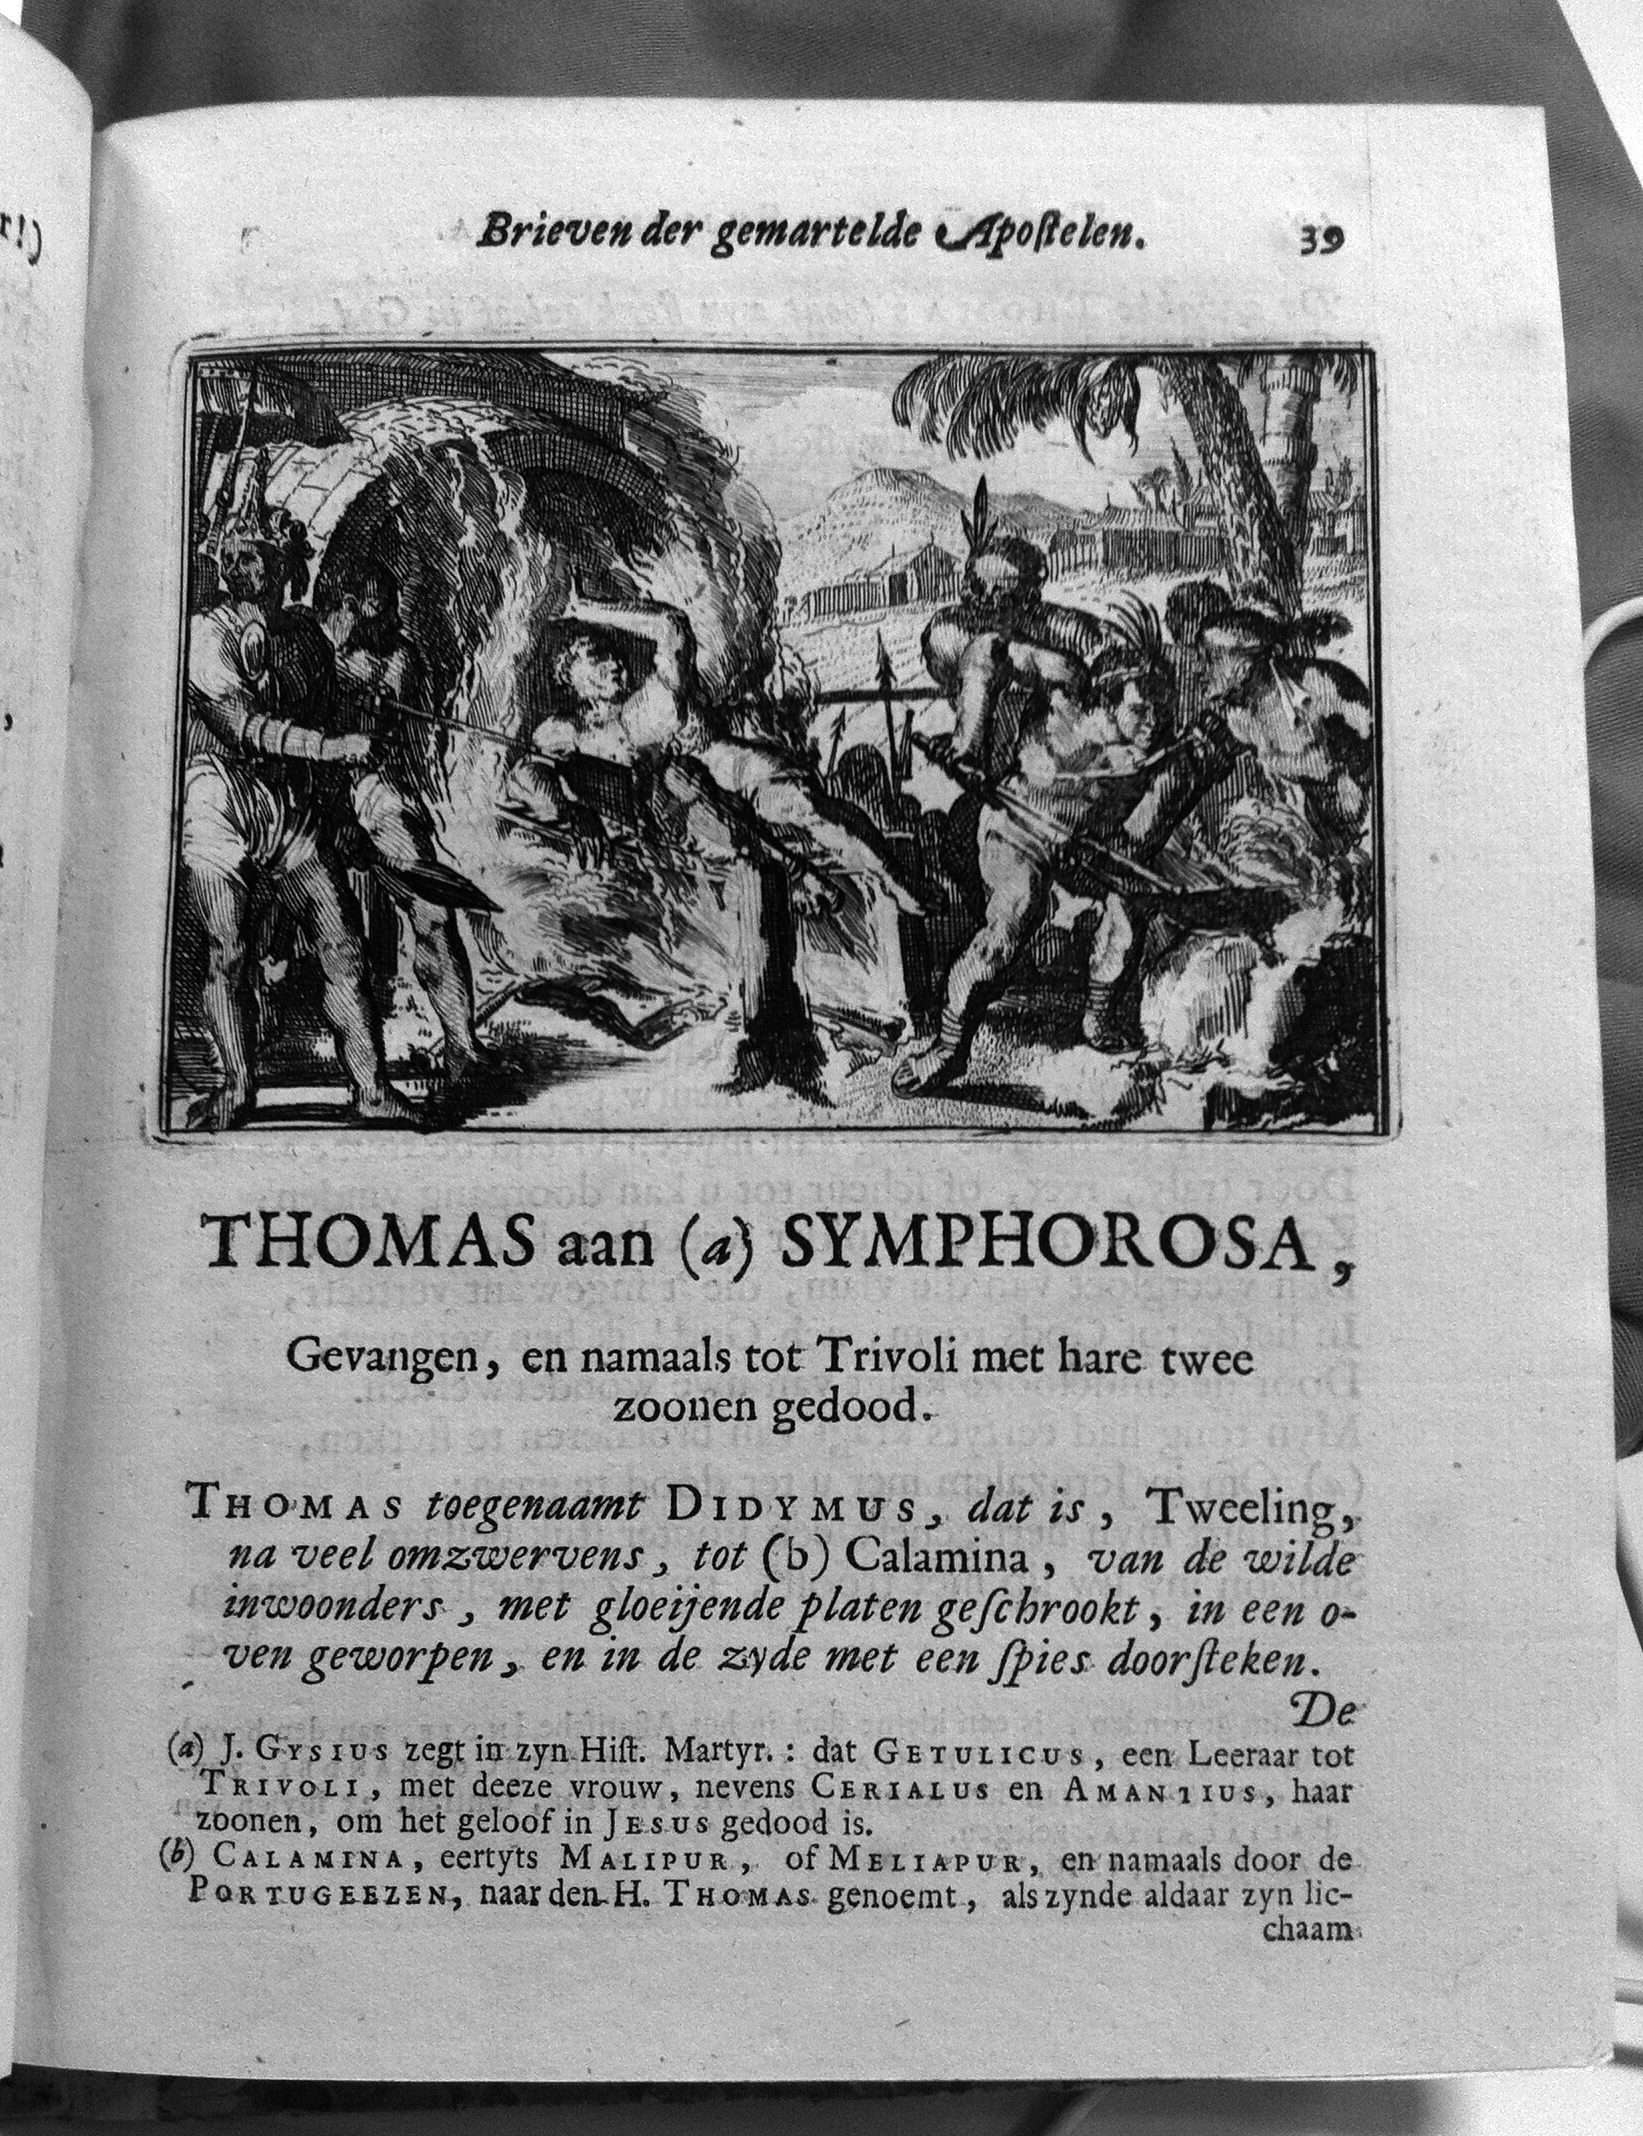 r!)
,
Brieven der gemartelde Apoſtelen. 39
THOMAS aan (a) SYMPHOROSA,
Gevangen, en namaals tot Trivoli met hare twee
zoonen gedood.
THOMAS toegenaamt DIDYMUS, dat is, Tweeling,
na veel omzwervens, tot (b) Calamina, van de wilde
inwoonders, met gloeijende platen geſchrookt, in een o-
ven geworpen, en in de zyde met een ſpies doorſteken.
De
(a) J. GYSIUS zegt in zyn Hiſt. Martyr.: dat GETULICUS, een Leeraar tot
TRIVOLI, met deeze vrouw, nevens CERIALUS en AMANTIUS, haar
zoonen, om het geloof in JESUS gedood is.
(b) CALAMINA, eertyts MALIPUR, of MELIAPUR, en namaals door de
PORTUGEEZEN, naar den H. THOMAS genoemt, als zynde aldaar zyn lic-
chaam